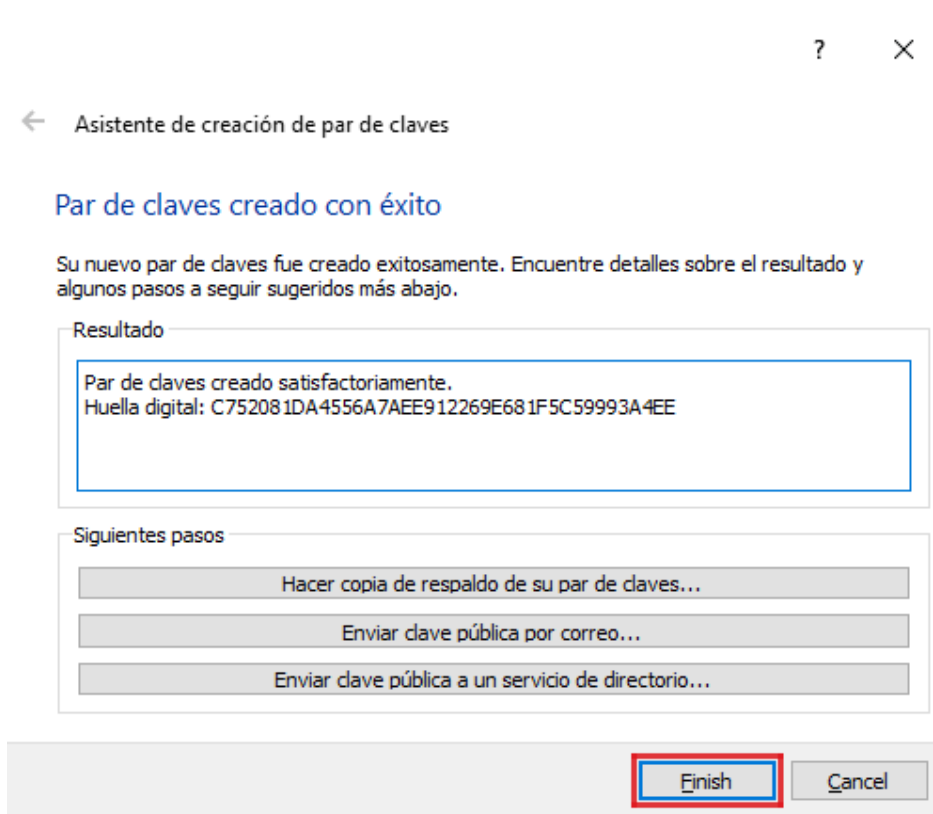 ?
Asistente de creación de par de claves
Par de claves creado con éxito
Su nuevo par de claves fue creado exitosamente. Encuentre detalles sobre el resultado y
algunos pasos a seguir sugeridos más abajo.
Resultado
Par de claves creado satisfactoriamente.
Huella digital: C752081DA4556A7AEE912269E681F5C59993A4EE
Siguientes pasos
Hacer copia de respaldo de su par de claves...
Enviar clave pública por correo...
Enviar clave pública a un servicio de directorio...
Finish Cancel